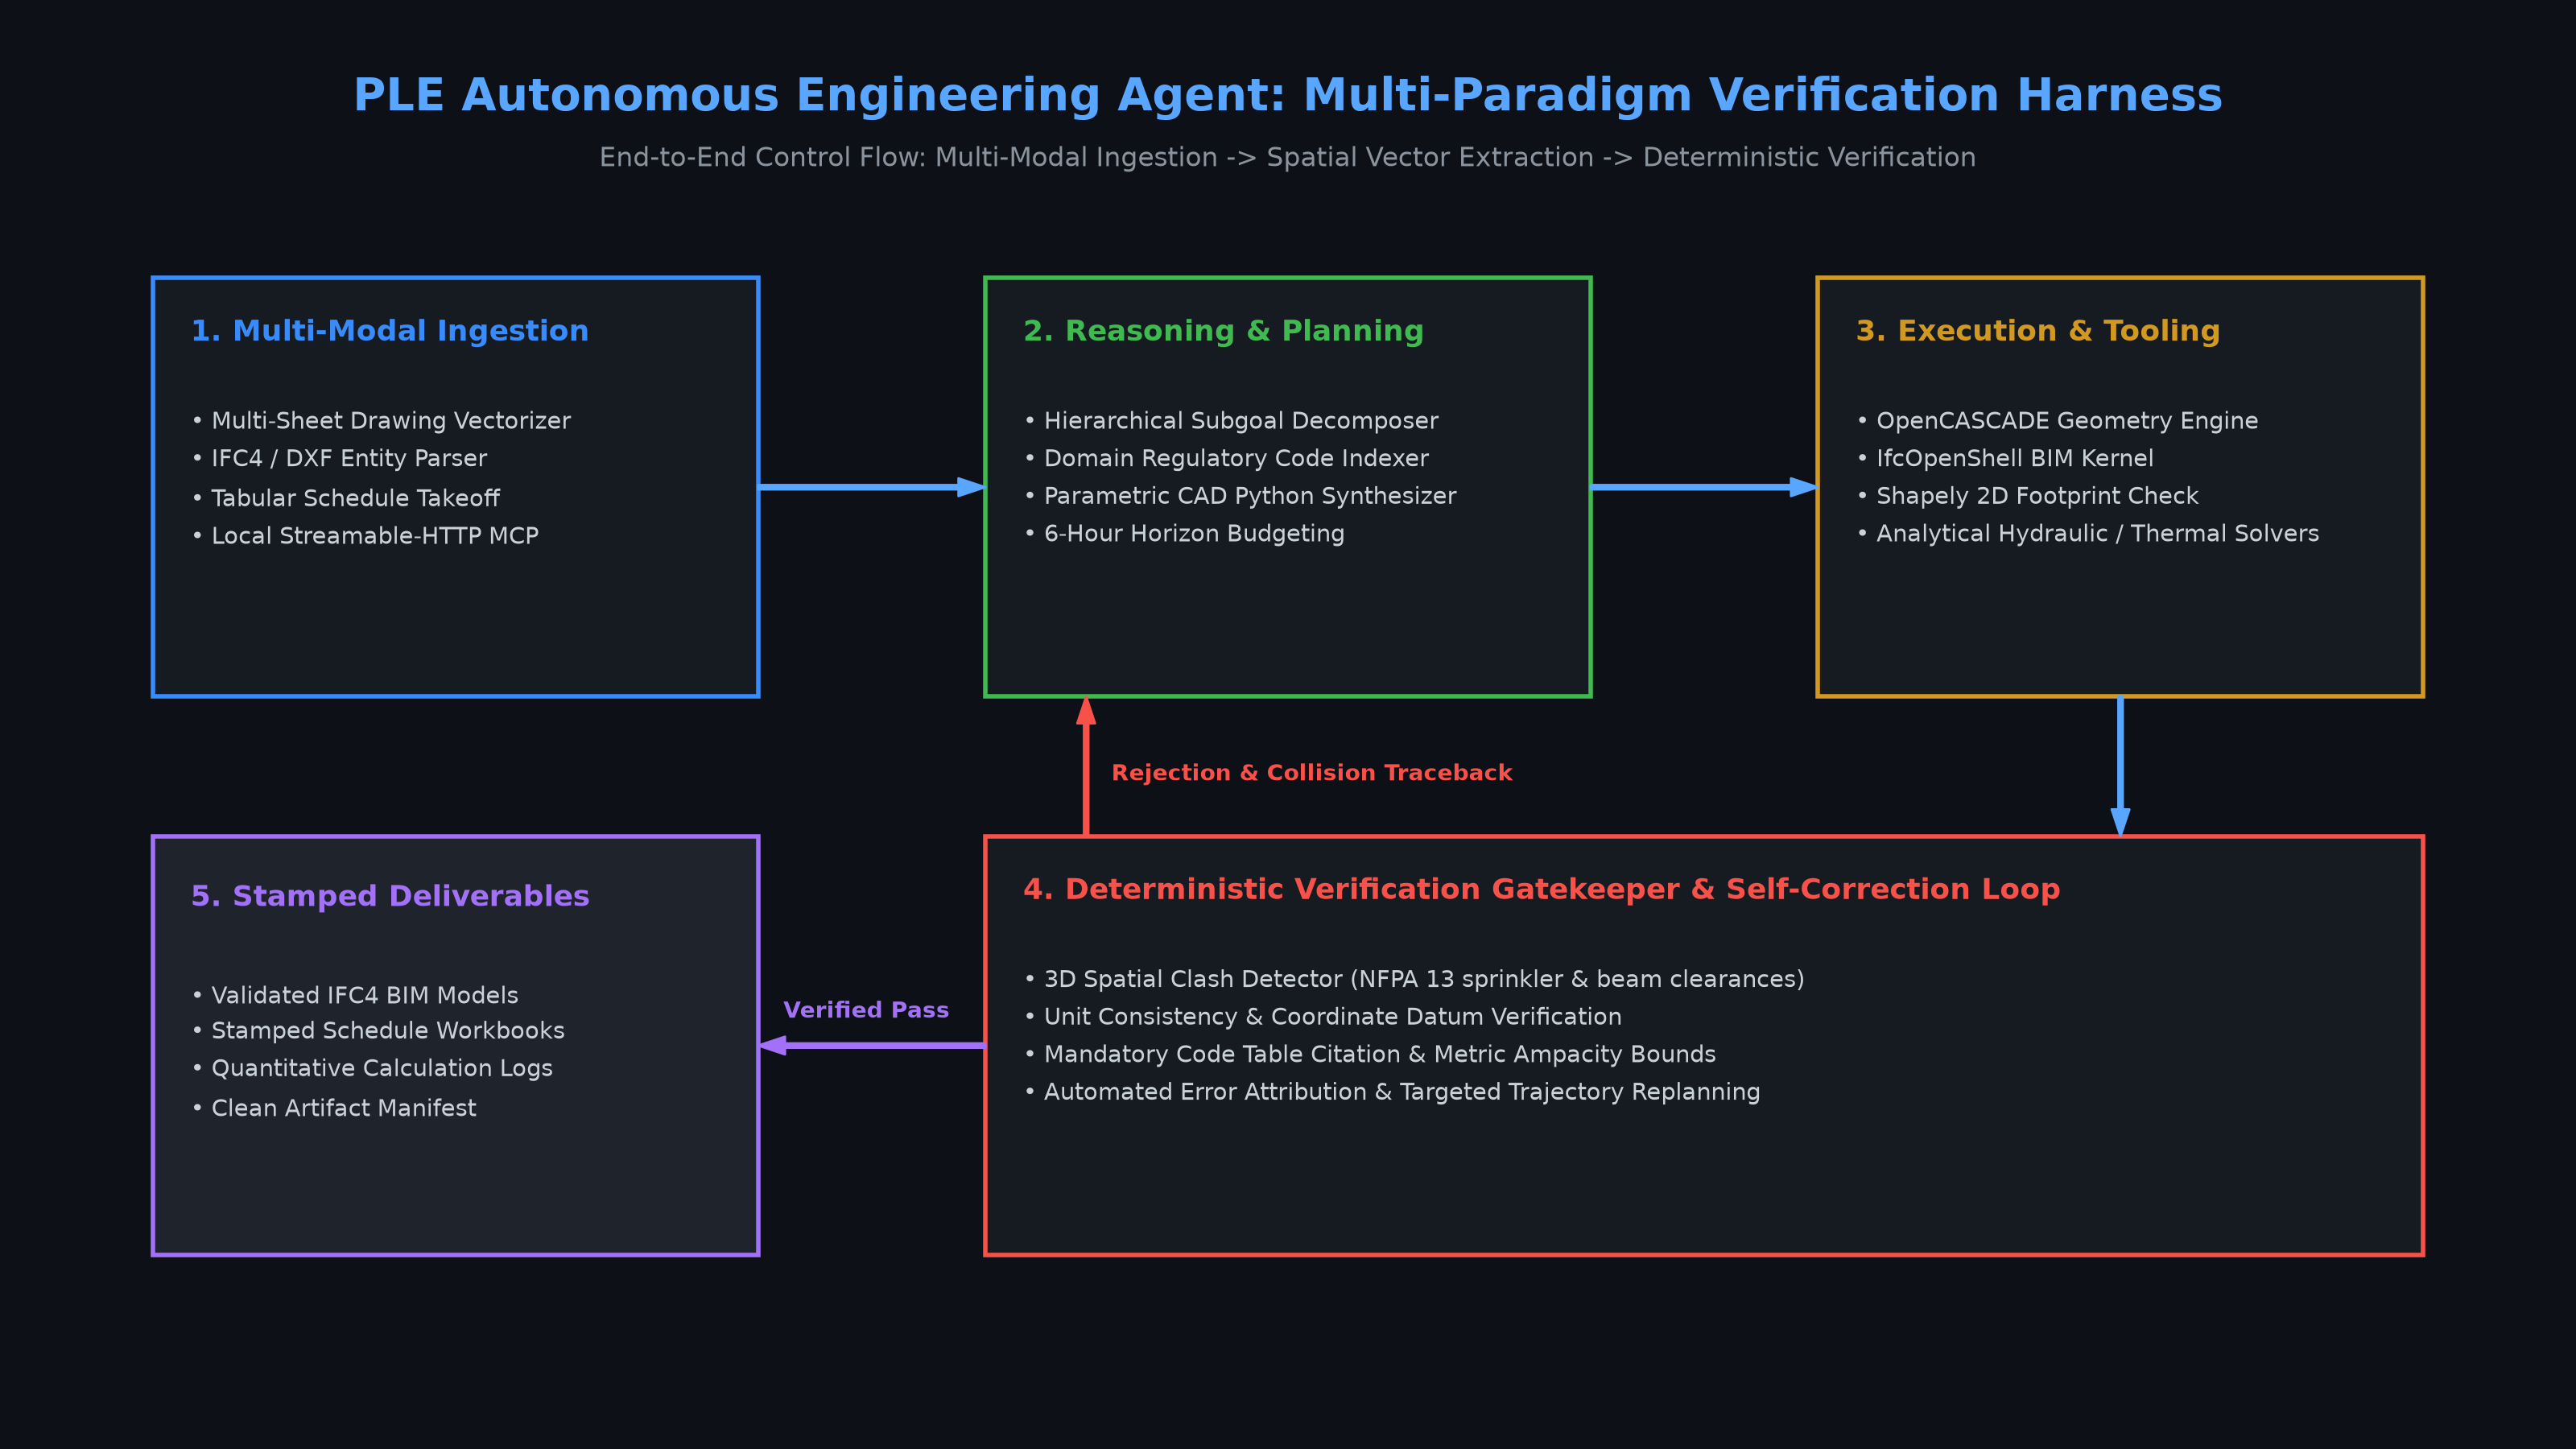 PLE Autonomous Engineering Agent: Multi-Paradigm Verification Harness
End-to-End Control Flow: Multi-Modal Ingestion -> Spatial Vector Extraction -> Deterministic Verification
1. Multi-Modal Ingestion
• Multi-Sheet Drawing Vectorizer
• IFC4 / DXF Entity Parser
• Tabular Schedule Takeoff
• Local Streamable-HTTP MCP
2. Reasoning & Planning
• Hierarchical Subgoal Decomposer
• Domain Regulatory Code Indexer
• Parametric CAD Python Synthesizer
• 6-Hour Horizon Budgeting
3. Execution & Tooling
• OpenCASCADE Geometry Engine
• IfcOpenShell BIM Kernel
• Shapely 2D Footprint Check
• Analytical Hydraulic / Thermal Solvers
Rejection & Collision Traceback
4. Deterministic Verification Gatekeeper & Self-Correction Loop
• 3D Spatial Clash Detector (NFPA 13 sprinkler & beam clearances)
• Unit Consistency & Coordinate Datum Verification
• Mandatory Code Table Citation & Metric Ampacity Bounds
• Automated Error Attribution & Targeted Trajectory Replanning
Verified Pass
5. Stamped Deliverables
• Validated IFC4 BIM Models
• Stamped Schedule Workbooks
• Quantitative Calculation Logs
• Clean Artifact Manifest